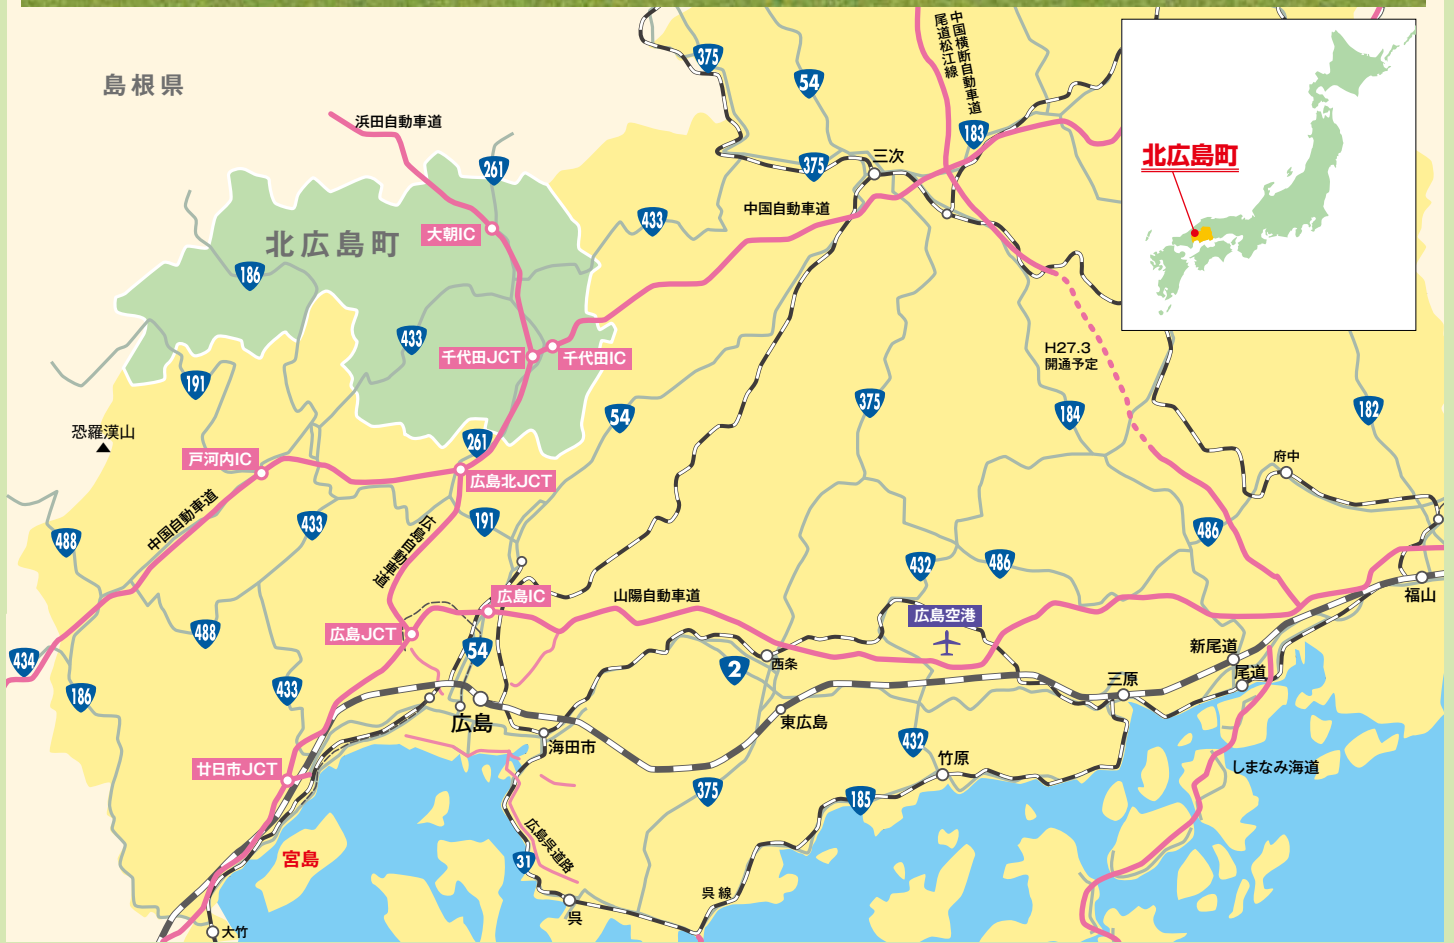 島根県
浜田自動車道
375
54
中国横断自動車道
尾道松江線
183
375
三次
261
大朝IC
433
中国自動車道
北広島町
北広島町
186
433
千代田JCT
千代田IC
H27.3
開通予定
191
54
375
184
182
恐羅漢山
戸河内IC
261
広島北JCT
府中
中国自動車道
広島自動車道
488
433
191
486
432
486
広島IC
山陽自動車道
広島空港
福山
広島JCT
488
54
434
2
西条
新尾道
尾道
186
433
広島
三原
東広島
海田市
432
竹原
しまなみ海道
廿日市JCT
375
185
宮島
広島呉道路
31
呉線
呉
大竹